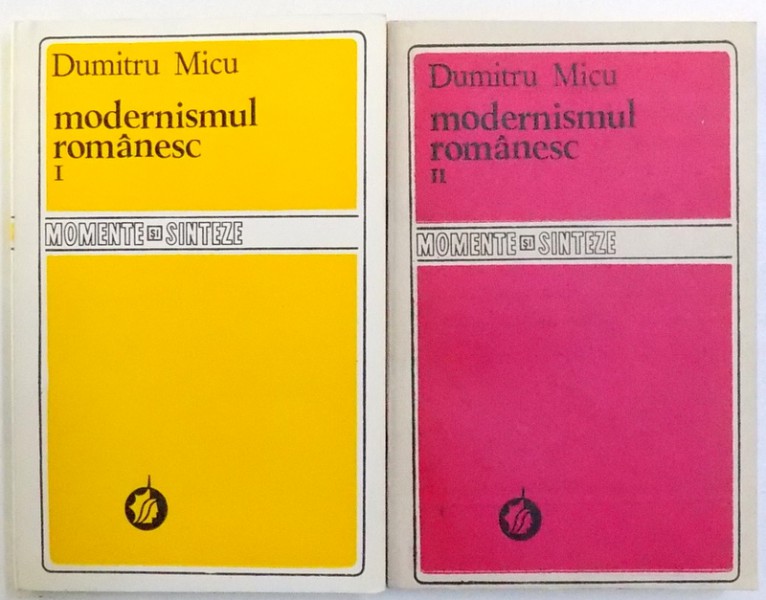 Dumitru Micu
modernismul
românesc
I
MOMENTE ȘI SINTEZE
Dumitru Micu
modernismul
românesc
II
MOMENTE ȘI SINTEZE